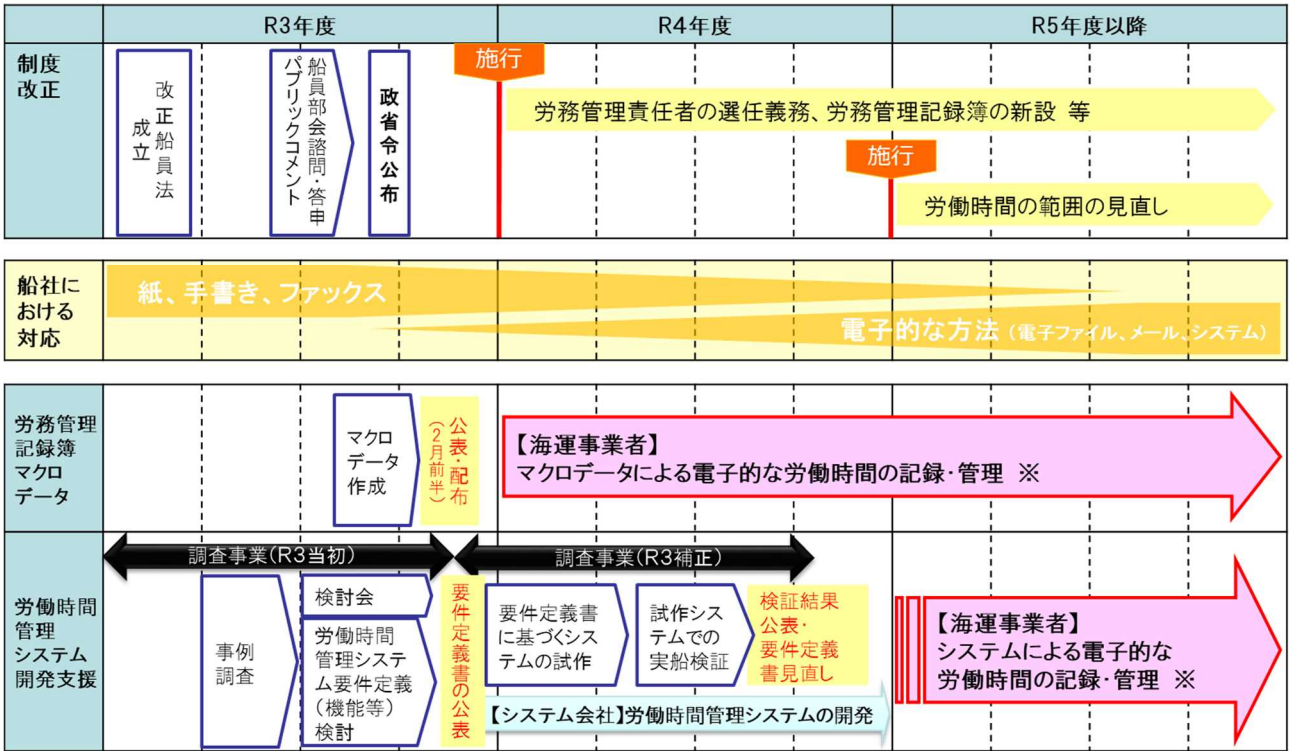 R3年度
R4年度
R5年度以降
制度
改正
改正船員法
成立
船員部会諮問・答申
パブリックコメント
政省令公布
施行
労務管理責任者の選任義務、労務管理記録簿の新設 等
施行
労働時間の範囲の見直し
船社に
おける
対応
紙、手書き、ファックス
電子的な方法（電子ファイル、メール、システム）
労務管理
記録簿
マクロ
データ
マクロ
データ
作成
公表・配布
（２月前半）
【海運事業者】
マクロデータによる電子的な労働時間の記録・管理 ※
労働時間
管理
システム
開発支援
調査事業（R3当初）
調査事業（R3補正）
事例
調査
検討会
労働時間
管理システ
ム要件定義
（機能等）
検討
要件定義書の公表
要件定義書
に基づくシス
テムの試作
試作シス
テムでの
実船検証
検証結果
公表・
要件定義
書見直し
【システム会社】労働時間管理システムの開発
【海運事業者】
システムによる電子的な
労働時間の記録・管理 ※